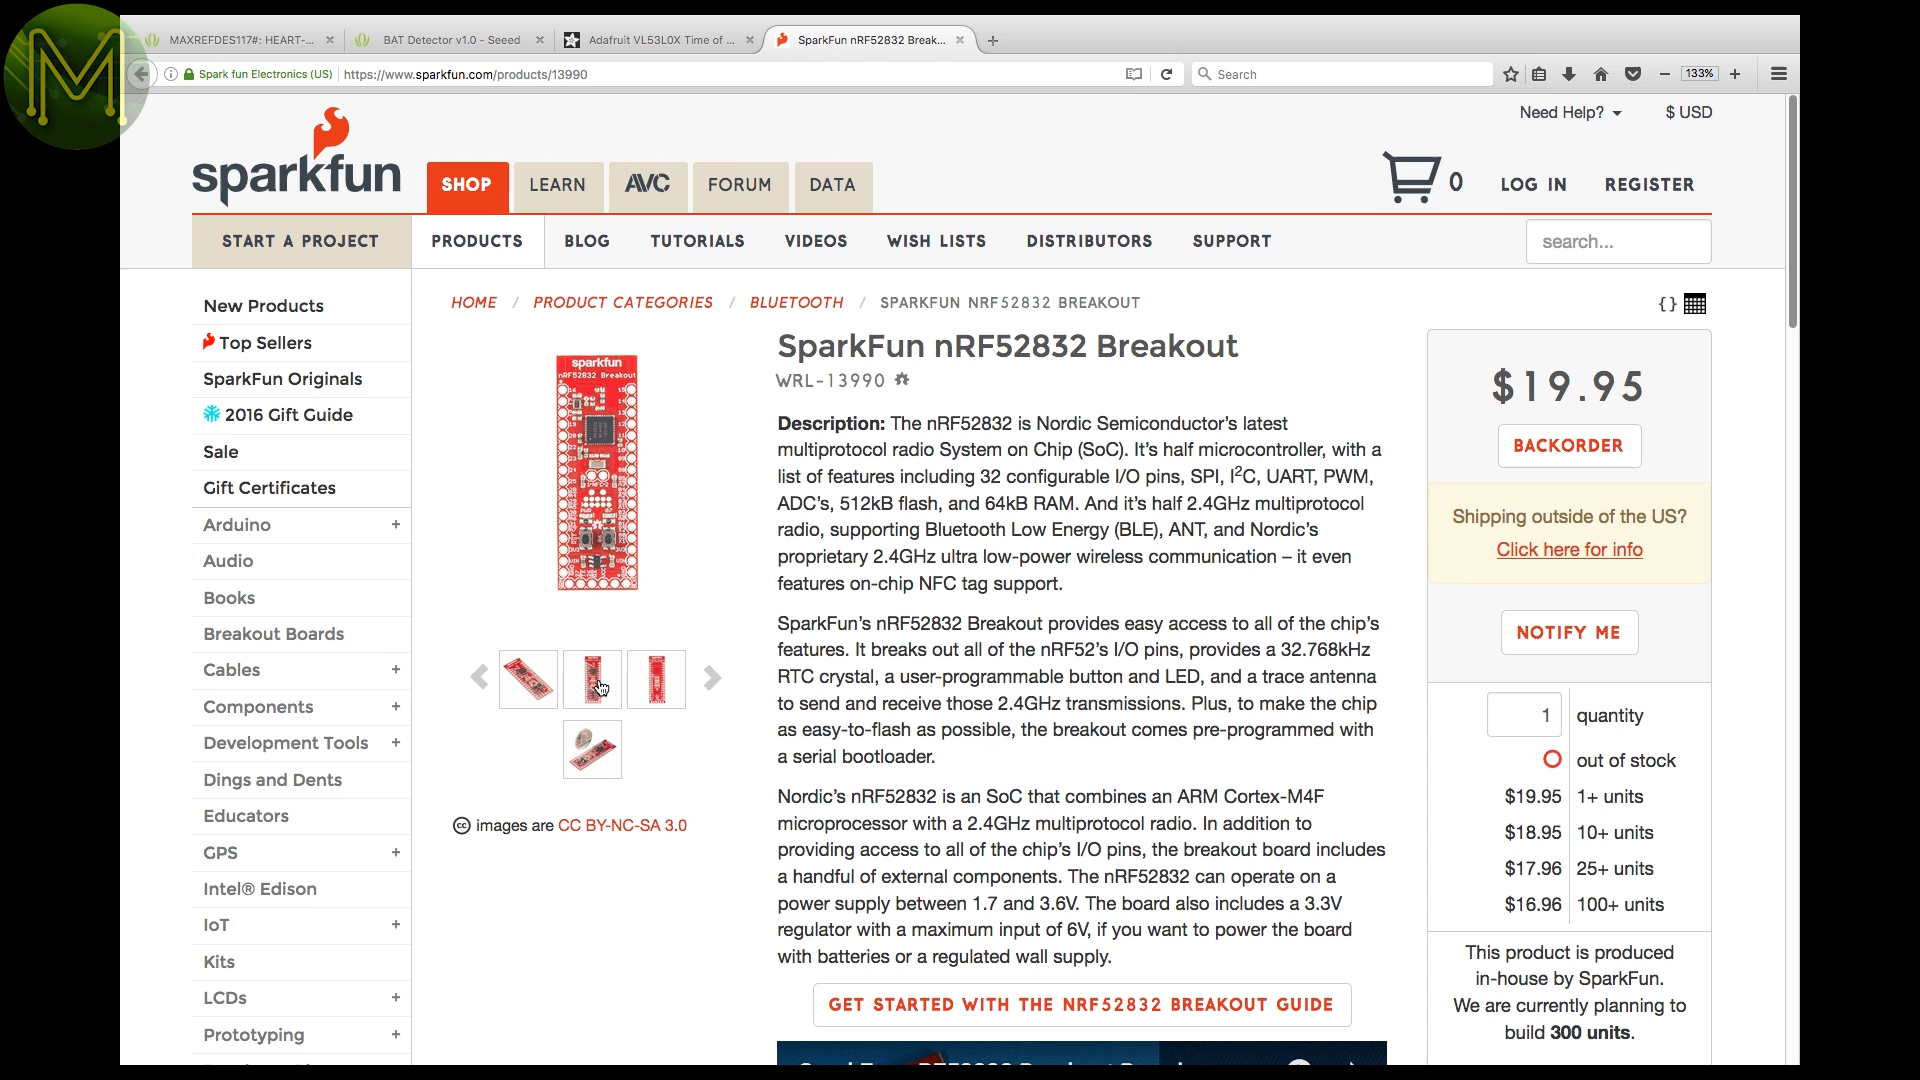 MAXREFDES117#: HEART-...
BAT Detector v1.0 - Seeed
Adafruit VL53L0X Time of ...
SparkFun nRF52832 Break...
Spark fun Electronics (US)
https://www.sparkfun.com/products/13990
Search
133%
Need Help?
$ USD
sparkfun
SHOP
LEARN
AVC
FORUM
DATA
0
LOG IN
REGISTER
START A PROJECT
PRODUCTS
BLOG
TUTORIALS
VIDEOS
WISH LISTS
DISTRIBUTORS
SUPPORT
search...
New Products
Top Sellers
SparkFun Originals
2016 Gift Guide
Sale
Gift Certificates
Arduino +
Audio
Books
Breakout Boards
Cables +
Components +
Development Tools +
Dings and Dents
Educators
GPS +
Intel® Edison
IoT +
Kits
LCDs +
Prototyping +
HOME / PRODUCT CATEGORIES / BLUETOOTH / SPARKFUN NRF52832 BREAKOUT
{}
sparkfun
nRF52832 Breakout
cc images are CC BY-NC-SA 3.0
SparkFun nRF52832 Breakout
WRL-13990
Description: The nRF52832 is Nordic Semiconductor's latest
multiprotocol radio System on Chip (SoC). It's half microcontroller, with a
list of features including 32 configurable I/O pins, SPI, I²C, UART, PWM,
ADC's, 512kB flash, and 64kB RAM. And it's half 2.4GHz multiprotocol
radio, supporting Bluetooth Low Energy (BLE), ANT, and Nordic's
proprietary 2.4GHz ultra low-power wireless communication – it even
features on-chip NFC tag support.
SparkFun's nRF52832 Breakout provides easy access to all of the chip's
features. It breaks out all of the nRF52's I/O pins, provides a 32.768kHz
RTC crystal, a user-programmable button and LED, and a trace antenna
to send and receive those 2.4GHz transmissions. Plus, to make the chip
as easy-to-flash as possible, the breakout comes pre-programmed with
a serial bootloader.
Nordic's nRF52832 is an SoC that combines an ARM Cortex-M4F
microprocessor with a 2.4GHz multiprotocol radio. In addition to
providing access to all of the chip's I/O pins, the breakout board includes
a handful of external components. The nRF52832 can operate on a
power supply between 1.7 and 3.6V. The board also includes a 3.3V
regulator with a maximum input of 6V, if you want to power the board
with batteries or a regulated wall supply.
GET STARTED WITH THE NRF52832 BREAKOUT GUIDE
$19.95
BACKORDER
Shipping outside of the US?
Click here for info
NOTIFY ME
1 quantity
out of stock
$19.95 1+ units
$18.95 10+ units
$17.96 25+ units
$16.96 100+ units
This product is produced
in-house by SparkFun.
We are currently planning to
build 300 units.